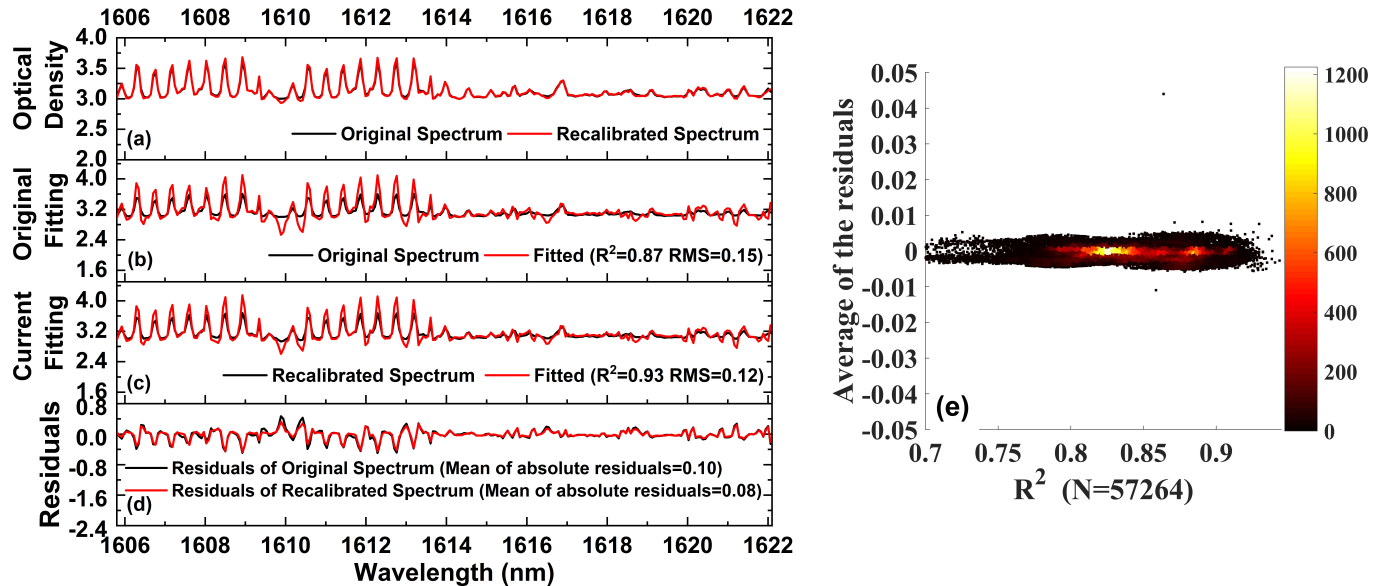 1606 1608 1610 1612 1614 1616 1618 1620 1622
4.0
3.5
3.0
2.5
2.0
Optical
Density
(a)
Original Spectrum
Recalibrated Spectrum
4.0
3.2
2.4
1.6
Original
Fitting
(b)
Original Spectrum
Fitted (R²=0.87 RMS=0.15)
4.0
3.2
2.4
1.6
Current
Fitting
(c)
Recalibrated Spectrum
Fitted (R²=0.93 RMS=0.12)
0.8
0.0
-0.8
-1.6
-2.4
Residuals
Residuals of Original Spectrum (Mean of absolute residuals=0.10)
Residuals of Recalibrated Spectrum (Mean of absolute residuals=0.08)
(d)
1606 1608 1610 1612 1614 1616 1618 1620 1622
Wavelength (nm)
0.05
0.04
0.03
0.02
0.01
0
-0.01
-0.02
-0.03
-0.04
-0.05
Average of the residuals
(e)
0.7 0.75 0.8 0.85 0.9
R² (N=57264)
1200
1000
800
600
400
200
0